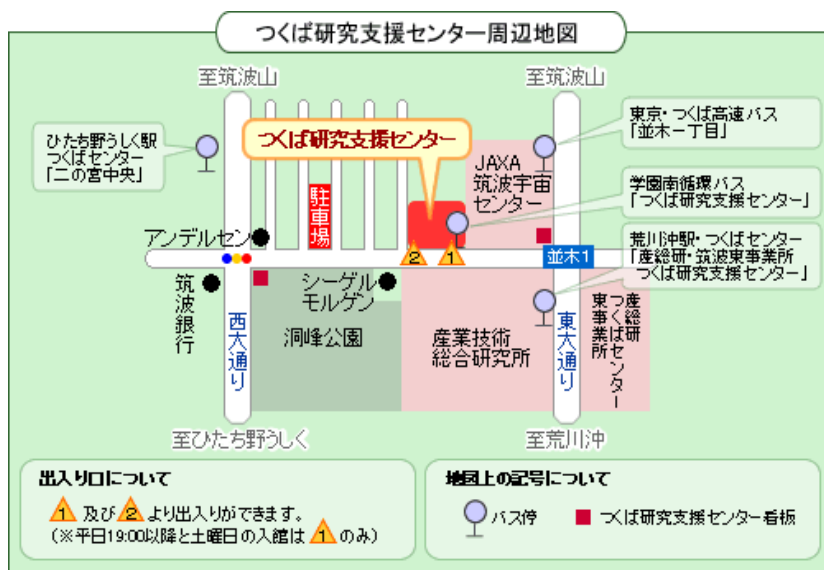 つくば研究支援センター周辺地図
至筑波山
至筑波山
ひたち野うしく駅
つくばセンター
「二の宮中央」
つくば研究支援センター
東京・つくば高速バス
「並木一丁目」
JAXA
筑波宇宙
センター
学園南循環バス
「つくば研究支援センター」
駐車場
荒川沖駅・つくばセンター
「産総研・筑波東事業所
つくば研究支援センター」
アンデルセン
2
1
並木1
筑波銀行
シーゲル
モルゲン
西大通り
洞峰公園
産業技術
総合研究所
東大通り
産総研
つくばセンター
東事業所
至ひたち野うしく
至荒川沖
出入り口について
1 及び 2 より出入りができます。
(※平日19:00以降と土曜日の入館は 1 のみ)
地図上の記号について
バス停
つくば研究支援センター看板